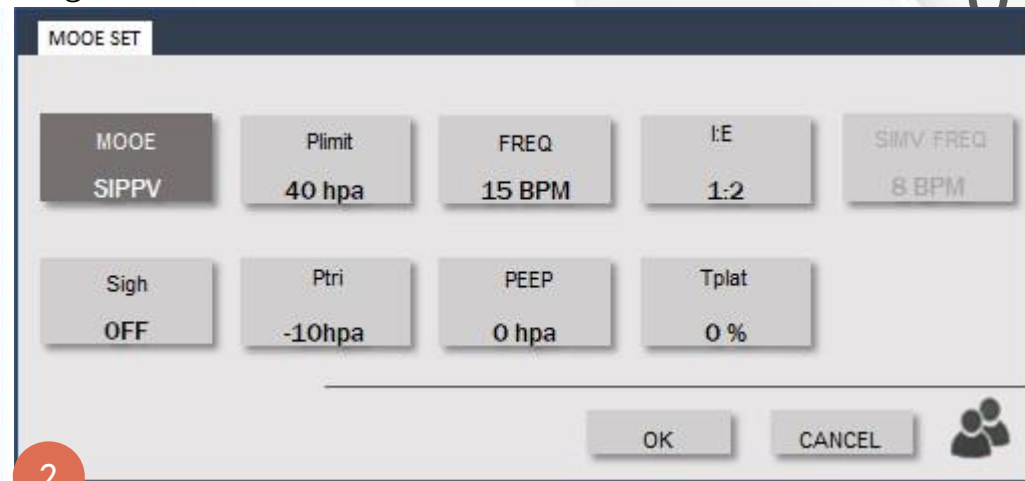 MOOE SET
MOOE
SIPPV
Plimit
40 hpa
FREQ
15 BPM
I:E
1:2
SIMV FREQ
8 BPM
Sigh
OFF
Ptri
-10hpa
PEEP
0 hpa
Tplat
0 %
OK
CANCEL
2